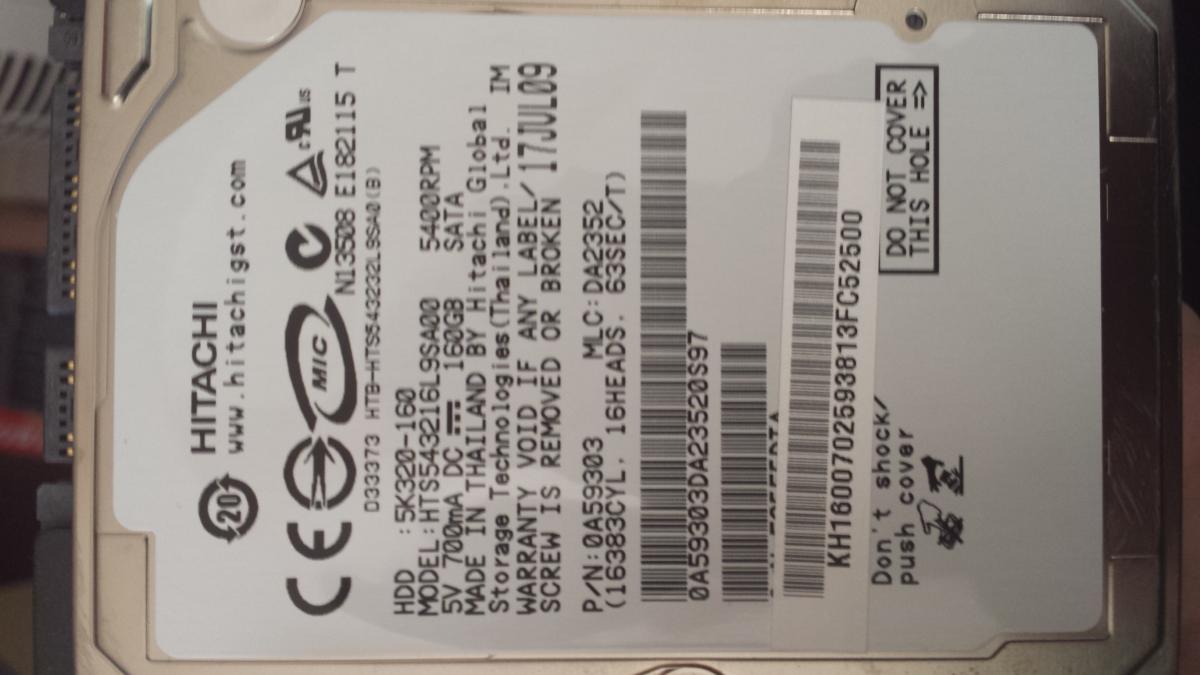 HITACHI
www.hitachigst.com
20
CE MIC
N13508 E182115 T
D33373 HTB-HTS543232L9SA0(B)
HDD :5K320-160
MODEL:HTS543216L9SA00 5400RPM
5V 700mA DC 160GB SATA
MADE IN THAILAND BY Hitachi Global
Storage Technologies(Thailand).Ltd. IM
WARRANTY VOID IF ANY LABEL/ 17JUL09
SCREW IS REMOVED OR BROKEN
P/N:0A59303 MLC:DA2352
(16383CYL. 16HEADS. 63SEC/T)
0A59303DA23520S97
KH1600702593813FC52500
DO NOT COVER
THIS HOLE =>
Don't shock/
push cover